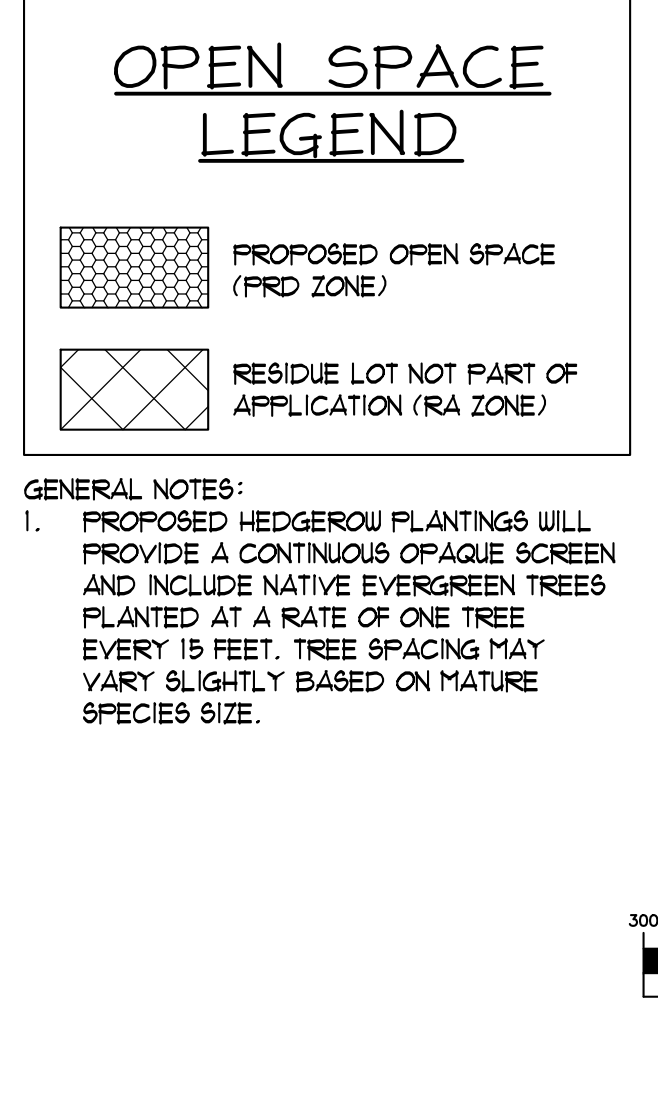 OPEN SPACE
LEGEND
PROPOSED OPEN SPACE
(PRD ZONE)
RESIDUE LOT NOT PART OF
APPLICATION (RA ZONE)
GENERAL NOTES:
1. PROPOSED HEDGEROW PLANTINGS WILL
PROVIDE A CONTINUOUS OPAQUE SCREEN
AND INCLUDE NATIVE EVERGREEN TREES
PLANTED AT A RATE OF ONE TREE
EVERY 15 FEET. TREE SPACING MAY
VARY SLIGHTLY BASED ON MATURE
SPECIES SIZE.
300